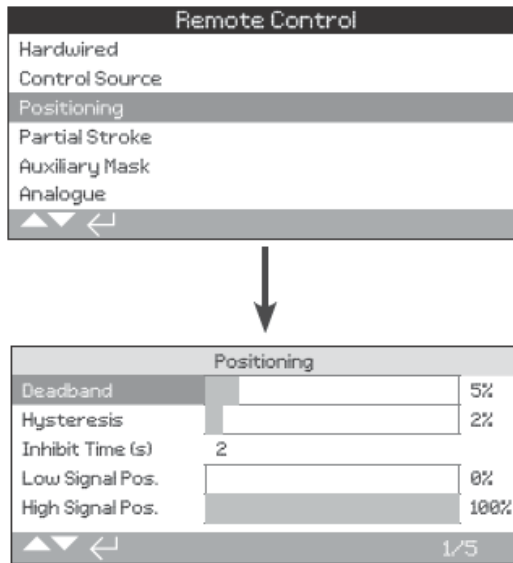 Remote Control
Hardwired
Control Source
Positioning
Partial Stroke
Auxiliary Mask
Analogue
Positioning
Deadband 5%
Hysteresis 2%
Inhibit Time (s) 2
Low Signal Pos. 0%
High Signal Pos. 100%
1/5